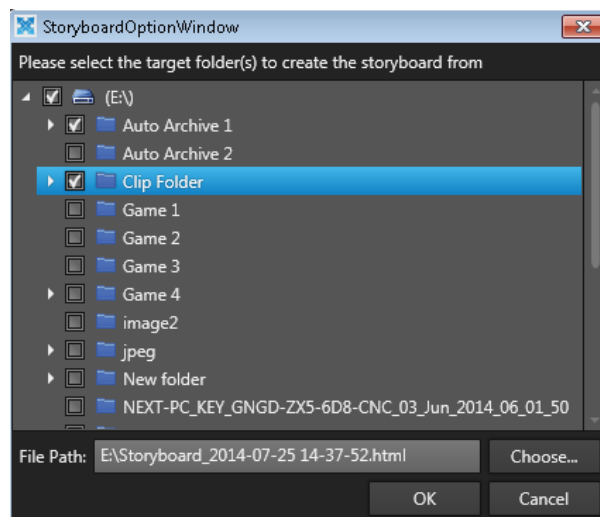 StoryboardOptionWindow
Please select the target folder(s) to create the storyboard from
(E:\)
Auto Archive 1
Auto Archive 2
Clip Folder
Game 1
Game 2
Game 3
Game 4
image2
jpeg
New folder
NEXT-PC_KEY_GNGD-ZX5-6D8-CNC_03_Jun_2014_06_01_50
File Path: E:\Storyboard_2014-07-25 14-37-52.html Choose...
OK Cancel